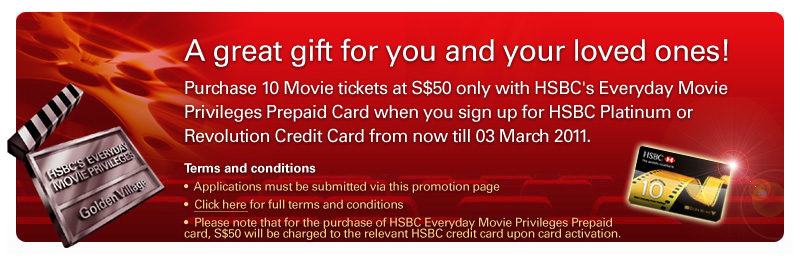 A great gift for you and your loved ones!
Purchase 10 Movie tickets at S$50 only with HSBC's Everyday Movie
Privileges Prepaid Card when you sign up for HSBC Platinum or
Revolution Credit Card from now till 03 March 2011.
Terms and conditions
• Applications must be submitted via this promotion page
• Click here for full terms and conditions
• Please note that for the purchase of HSBC Everyday Movie Privileges Prepaid
card, S$50 will be charged to the relevant HSBC credit card upon card activation.
HSBC'S EVERYDAY
MOVIE PRIVILEGES
Golden Village
HSBC
10